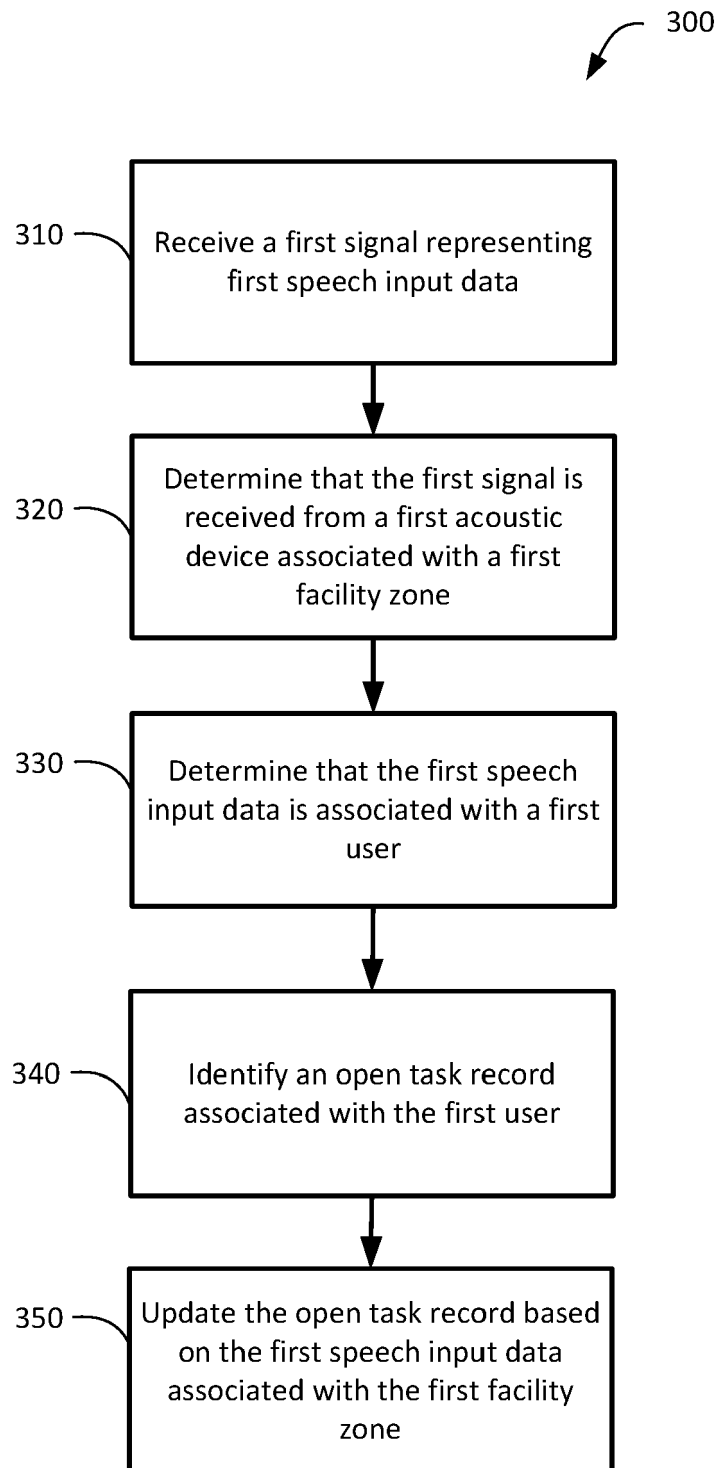 300
310
Receive a first signal representing
first speech input data
320
Determine that the first signal is
received from a first acoustic
device associated with a first
facility zone
330
Determine that the first speech
input data is associated with a first
user
340
Identify an open task record
associated with the first user
350
Update the open task record based
on the first speech input data
associated with the first facility
zone